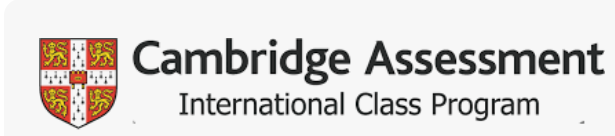 Cambridge Assessment
International Class Program